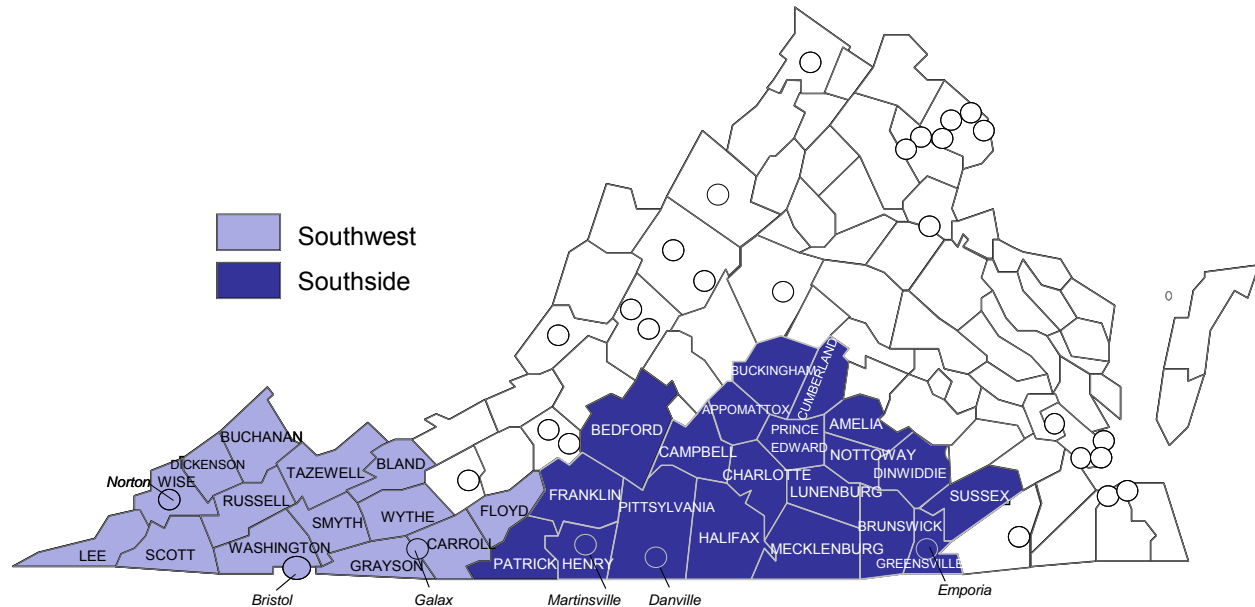 Southwest
Southside
BUCKINGHAM
CUMBERLAND
APPOMATTOX
PRINCE
EDWARD
AMELIA
BEDFORD
BUCHANAN
CAMPBELL
NOTTOWAY
DICKENSON
TAZEWELL
BLAND
DINWIDDIE
Norton
WISE
CHARLOTTE
RUSSELL
FRANKLIN
LUNENBURG
SUSSEX
PITTSYLVANIA
FLOYD
WYTHE
SMYTH
BRUNSWICK
HALIFAX
LEE
SCOTT
WASHINGTON
CARROLL
MECKLENBURG
GRAYSON
PATRICK
HENRY
GREENSVILLE
Bristol
Galax
Martinsville
Danville
Emporia